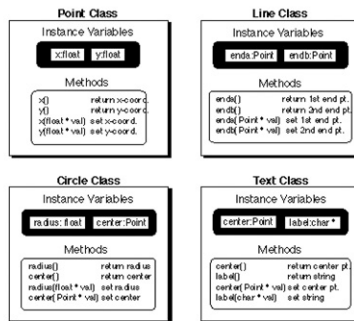 Point Class
Instance Variables
x:float y:float
Methods
x() return x-coord.
y() return y-coord.
x(float * val) set x-coord.
y(float * val) set y-coord.
Line Class
Instance Variables
enda:Point endb:Point
Methods
enda() return 1st end pt.
endb() return 2nd end pt.
enda(Point * val) set 1st end pt.
endb(Point * val) set 2nd end pt.
Circle Class
Instance Variables
radius: float center:Point
Methods
radius() return radius
center() return center
radius(float * val) set radius
center(Point * val) set center
Text Class
Instance Variables
center:Point label:char *
Methods
center() return center pt.
label() return string
center(Point * val) set center pt.
label(char * val) set string